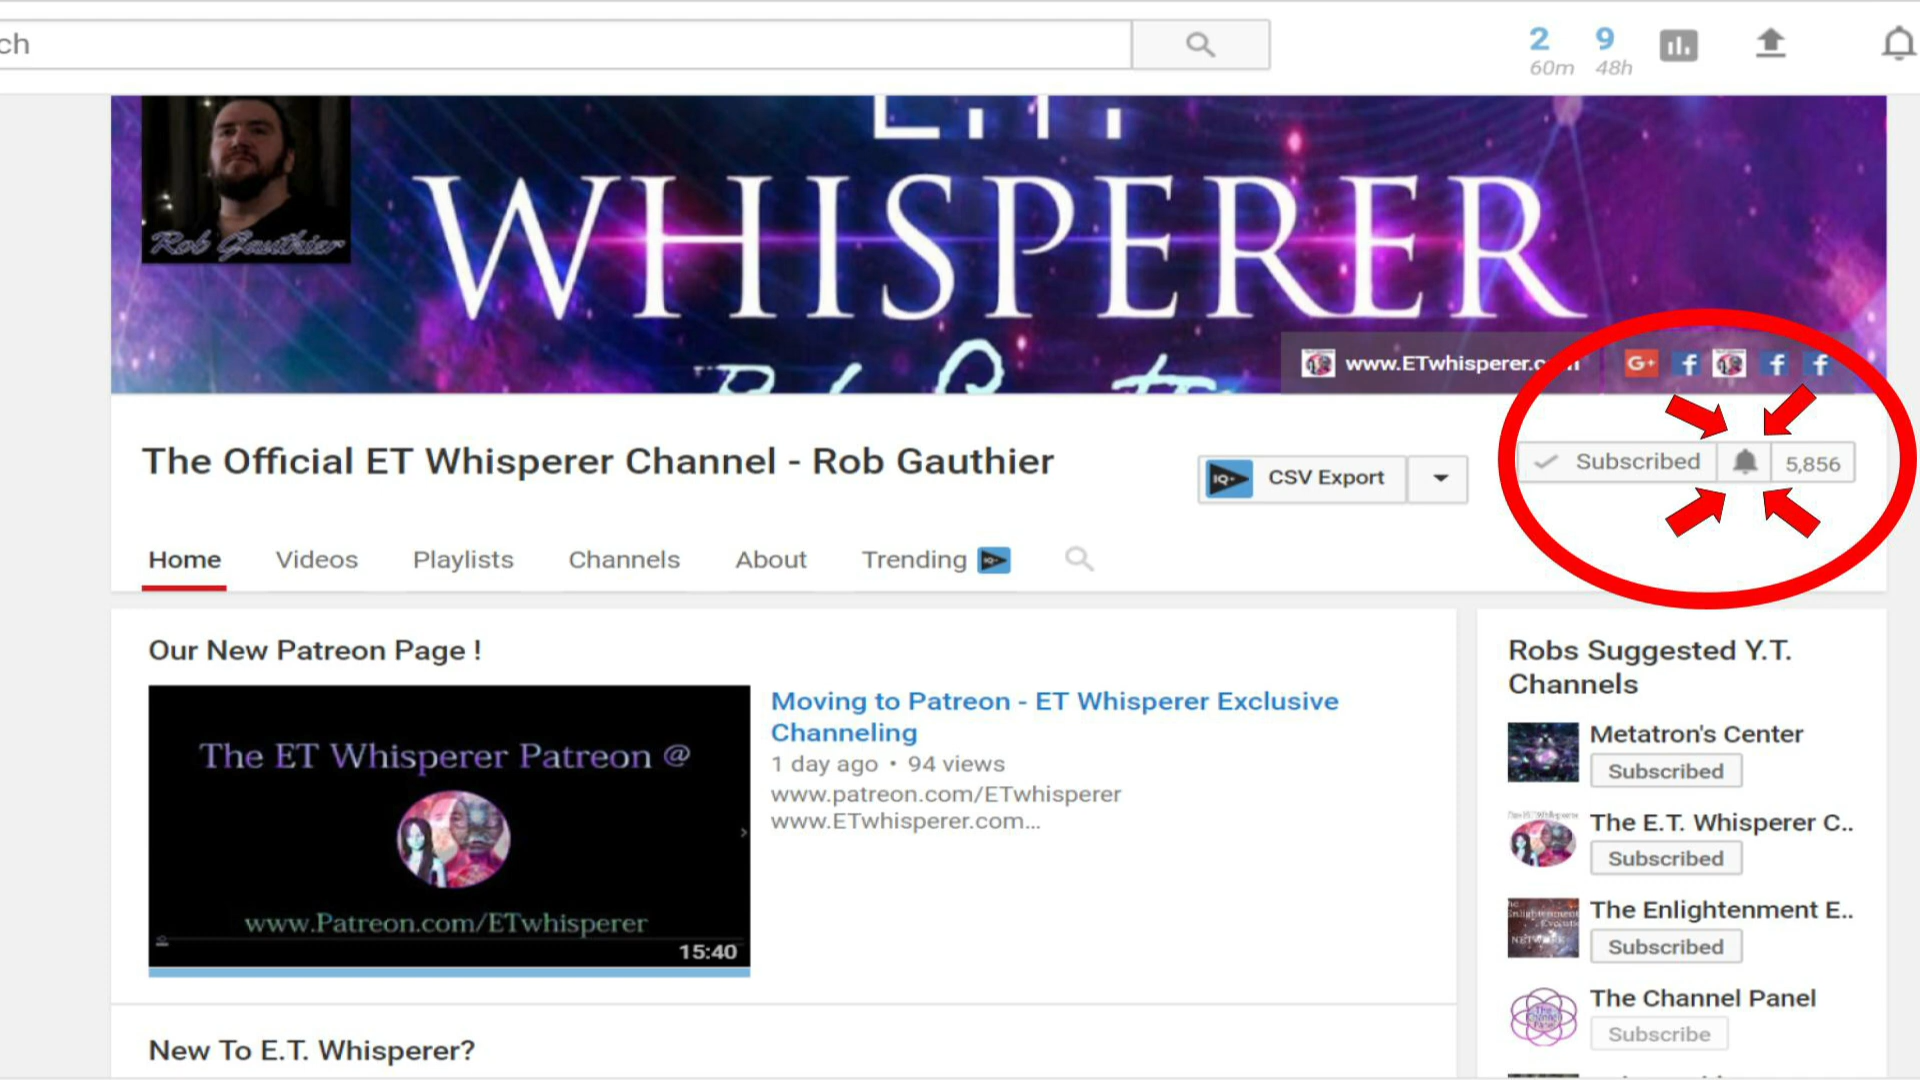 ch
2
60m
9
48h
E.T.
WHISPERER
Rob Gauthier
www.ETwhisperer.
G+ f f f
The Official ET Whisperer Channel - Rob Gauthier
IQ+ CSV Export
Subscribed 5,856
Home Videos Playlists Channels About Trending
Our New Patreon Page !
The ET Whisperer Patreon @
www.Patreon.com/ETwhisperer
15:40
Moving to Patreon - ET Whisperer Exclusive
Channeling
1 day ago • 94 views
www.patreon.com/ETwhisperer
www.ETwhisperer.com...
New To E.T. Whisperer?
Robs Suggested Y.T.
Channels
Metatron's Center
Subscribed
The E.T. Whisperer C..
Subscribed
The Enlightenment E..
Subscribed
The Channel Panel
Subscribe